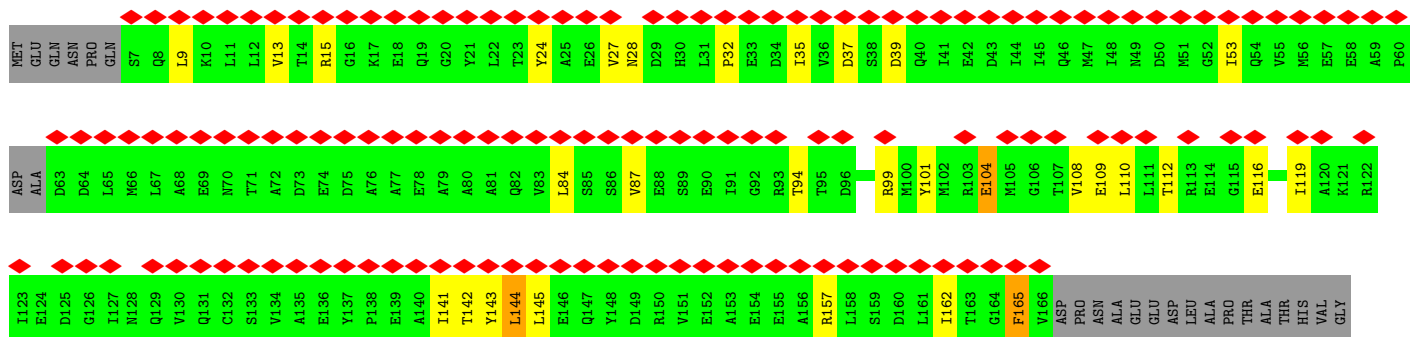 MET GLU GLN ASN PRO GLN S7 Q8 L9 K10 L11 L12 V13 T14 R15 G16 K17 E18 Q19 G20 Y21 L22 T23 Y24 A25 E26 V27 N28 D29 H30 L31 P32 E33 D34 I35 V36 D37 S38 D39 Q40 I41 E42 D43 I44 I45 Q46 M47 I48 N49 D50 M51 G52 I53 Q54 V55 M56 E57 E58 A59 P60
ASP ALA D63 D64 L65 M66 L67 A68 E69 N70 T71 A72 D73 E74 D75 A76 A77 E78 A79 A80 A81 Q82 V83 L84 S85 S86 V87 E88 S89 E90 I91 G92 R93 T94 T95 D96 R99 M100 Y101 M102 R103 E104 M105 G106 T107 V108 E109 L110 L111 T112 R113 E114 G115 E116 I119 A120 K121 R122
I123 E124 D125 G126 I127 N128 Q129 V130 Q131 C132 S133 V134 A135 E136 Y137 P138 E139 A140 I141 T142 Y143 L144 L145 E146 Q147 Y148 D149 R150 V151 E152 A153 E154 E155 A156 R157 L158 S159 D160 L161 I162 T163 G164 F165 V166 ASP PRO ASN ALA GLU GLU ASP LEU ALA PRO THR ALA THR HIS VAL GLY